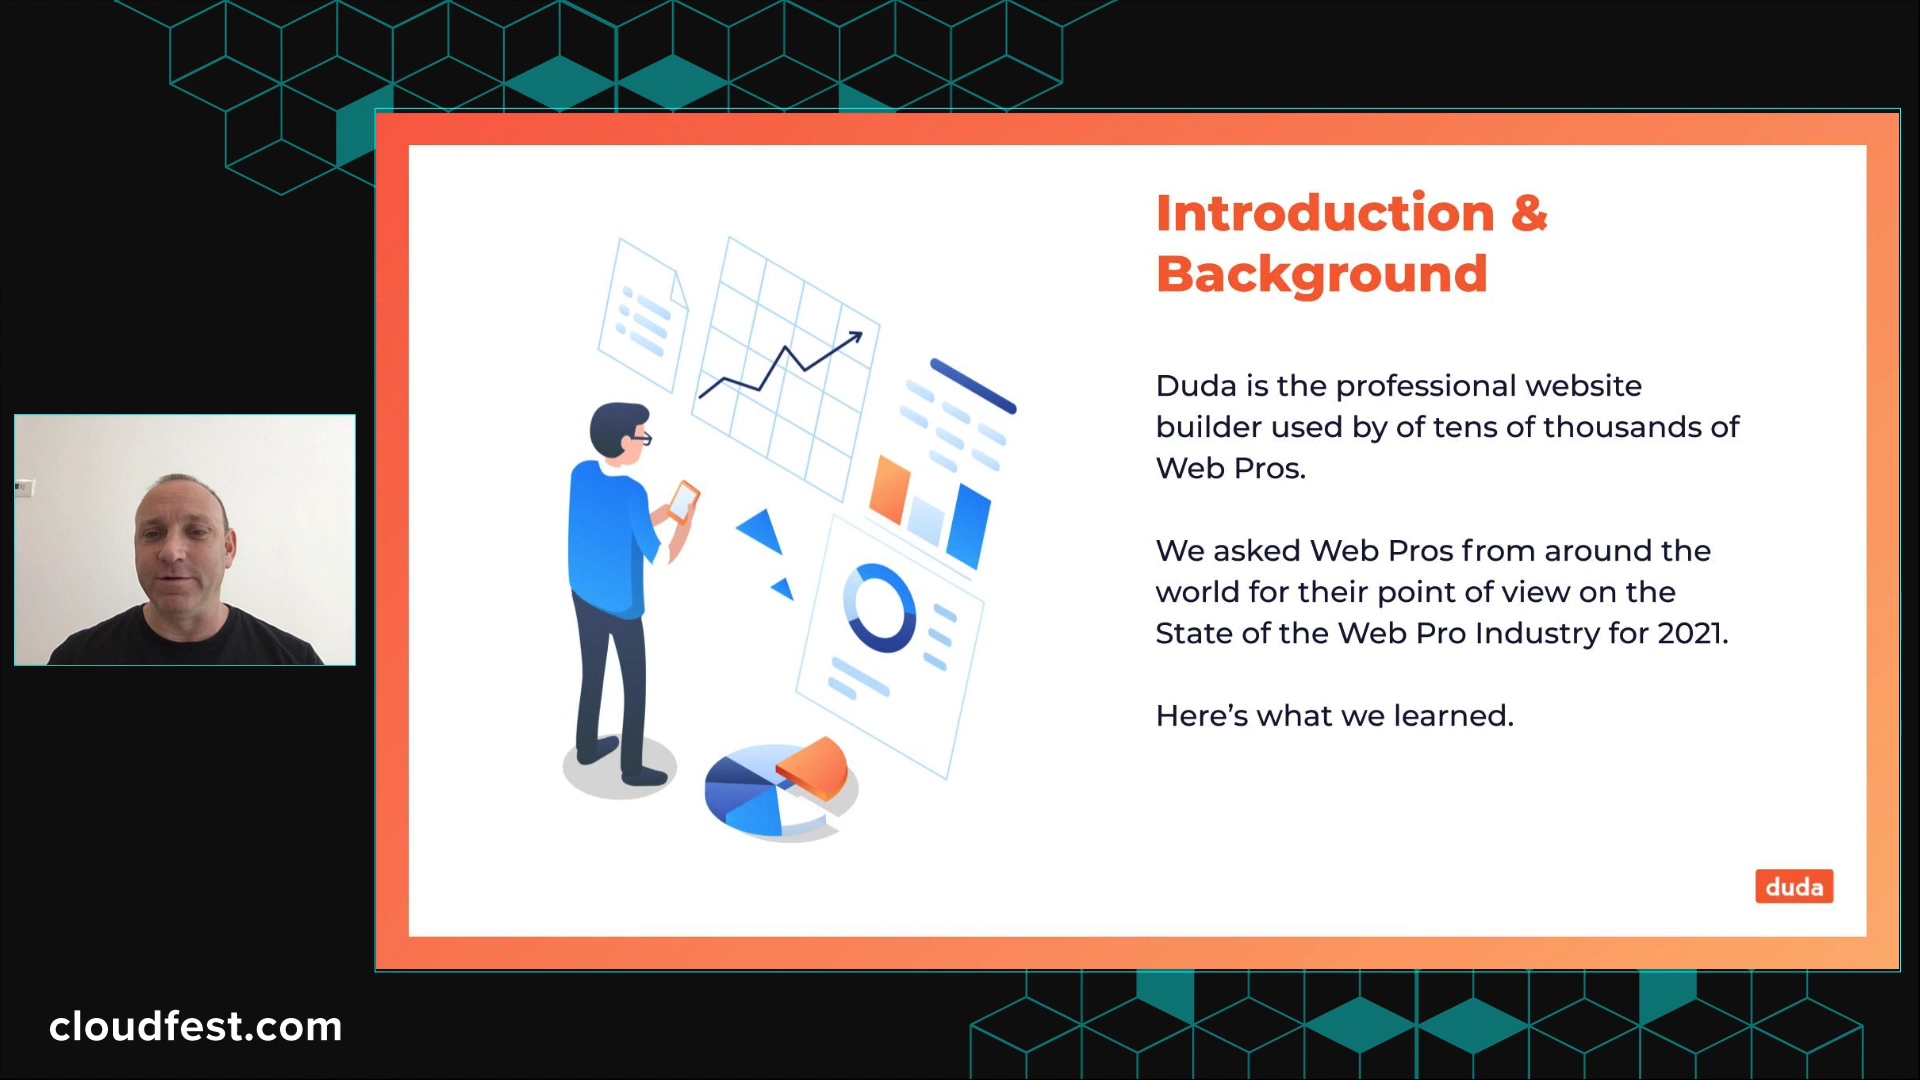 Introduction &
Background
Duda is the professional website
builder used by of tens of thousands of
Web Pros.
We asked Web Pros from around the
world for their point of view on the
State of the Web Pro Industry for 2021.
Here’s what we learned.
duda
cloudfest.com